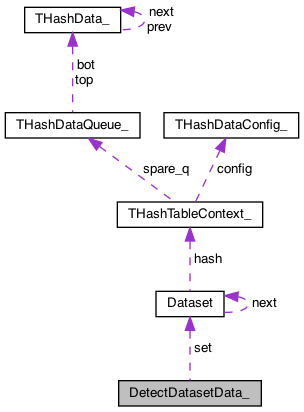 THashData_
next
prev
bot
top
THashDataQueue_
THashDataConfig_
spare_q
config
THashTableContext_
hash
Dataset
next
set
DetectDatasetData_